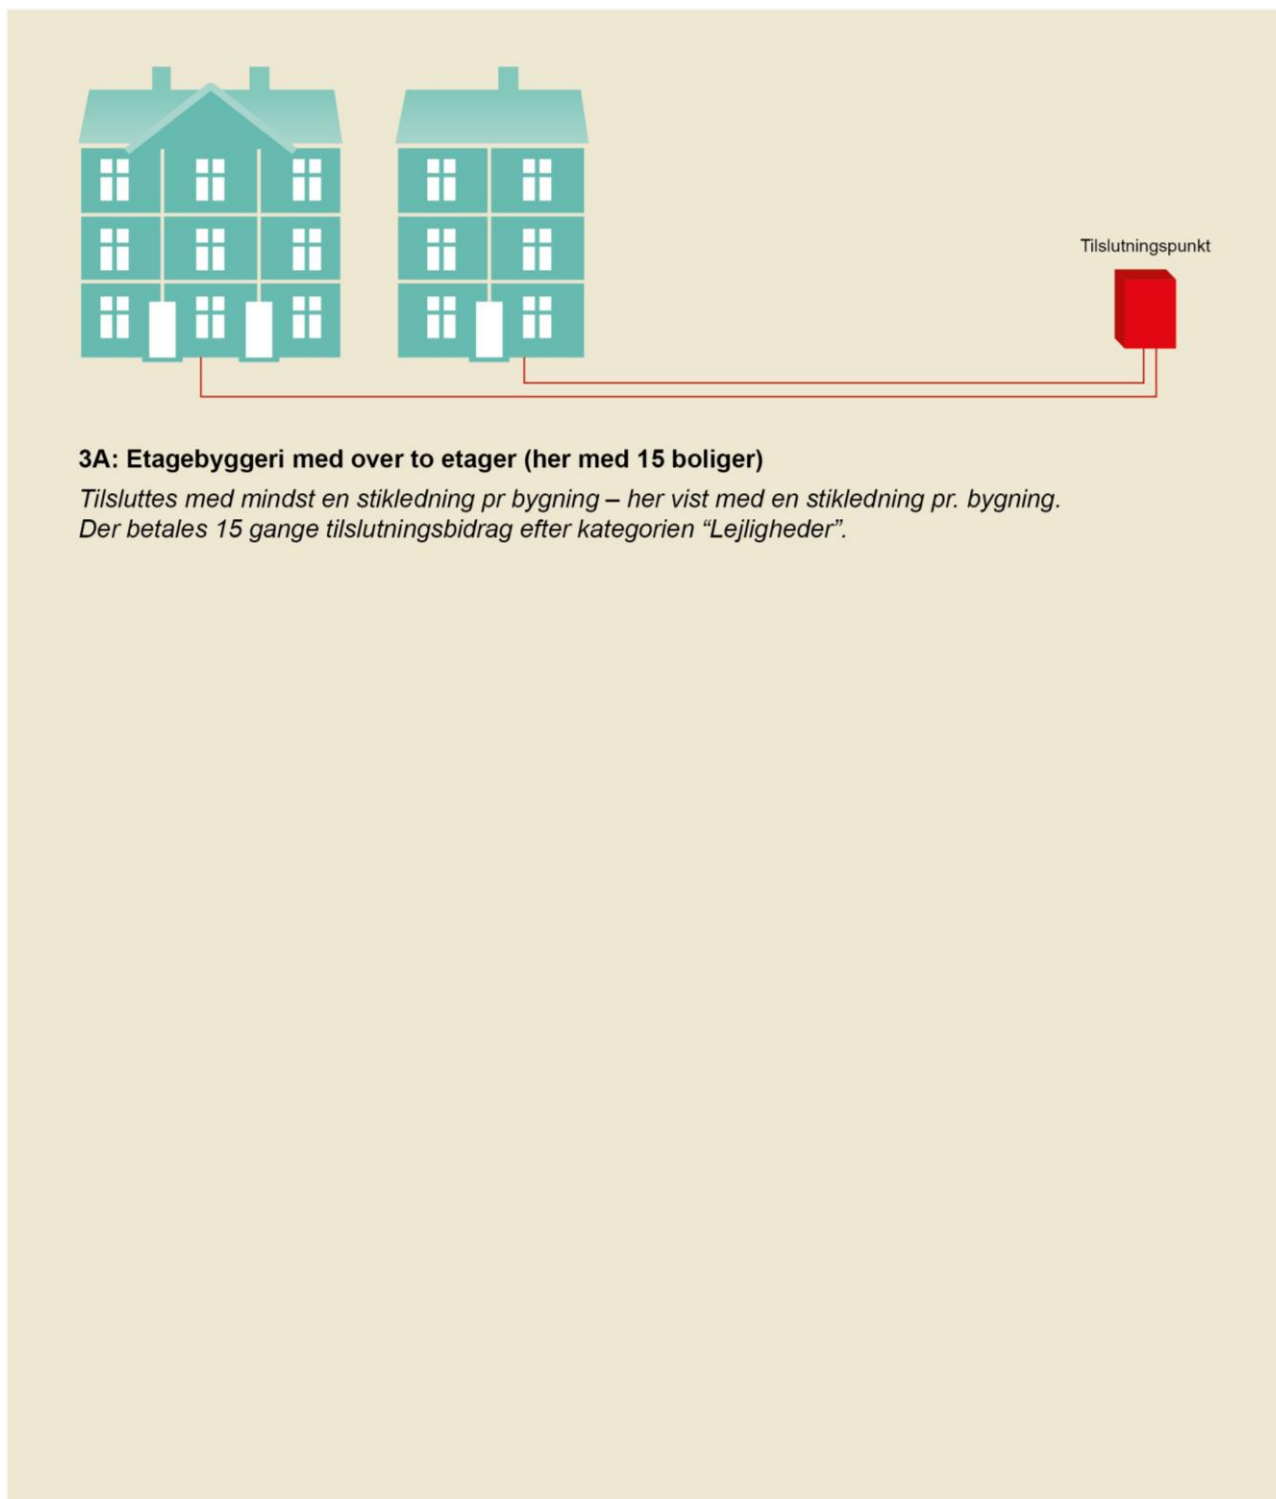 Tilslutningspunkt
3A: Etagebyggeri med over to etager (her med 15 boliger)
Tilsluttes med mindst en stikledning pr bygning – her vist med en stikledning pr. bygning.
Der betales 15 gange tilslutningsbidrag efter kategorien “Lejligheder”.